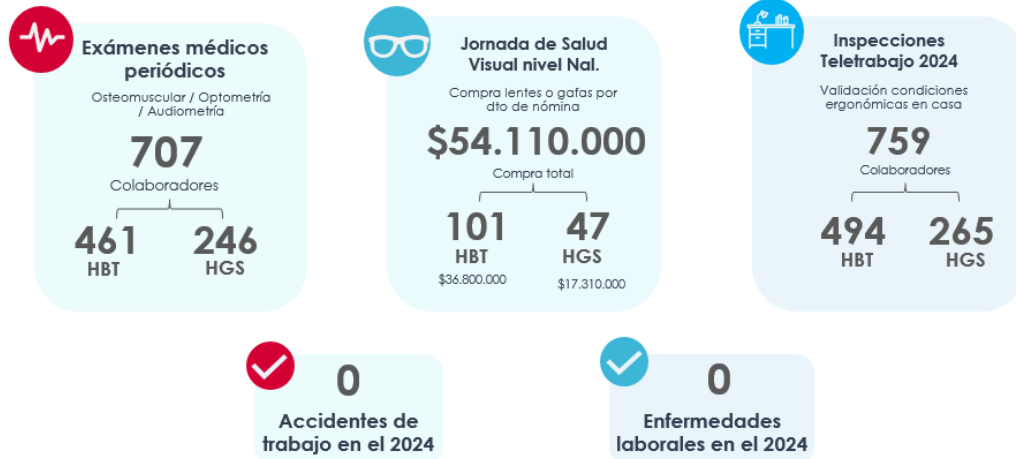 Exámenes médicos
periódicos
Osteomuscular / Optometría
/ Audiometría
707
Colaboradores
461
HBT
246
HGS
Jornada de Salud
Visual nivel Nal.
Compra lentes o gafas por
dto de nómina
$54.110.000
Compra total
101
HBT
$36.800.000
47
HGS
$17.310.000
Inspecciones
Teletrabajo 2024
Validación condiciones
ergonómicas en casa
759
Colaboradores
494
HBT
265
HGS
0
Accidentes de
trabajo en el 2024
0
Enfermedades
laborales en el 2024